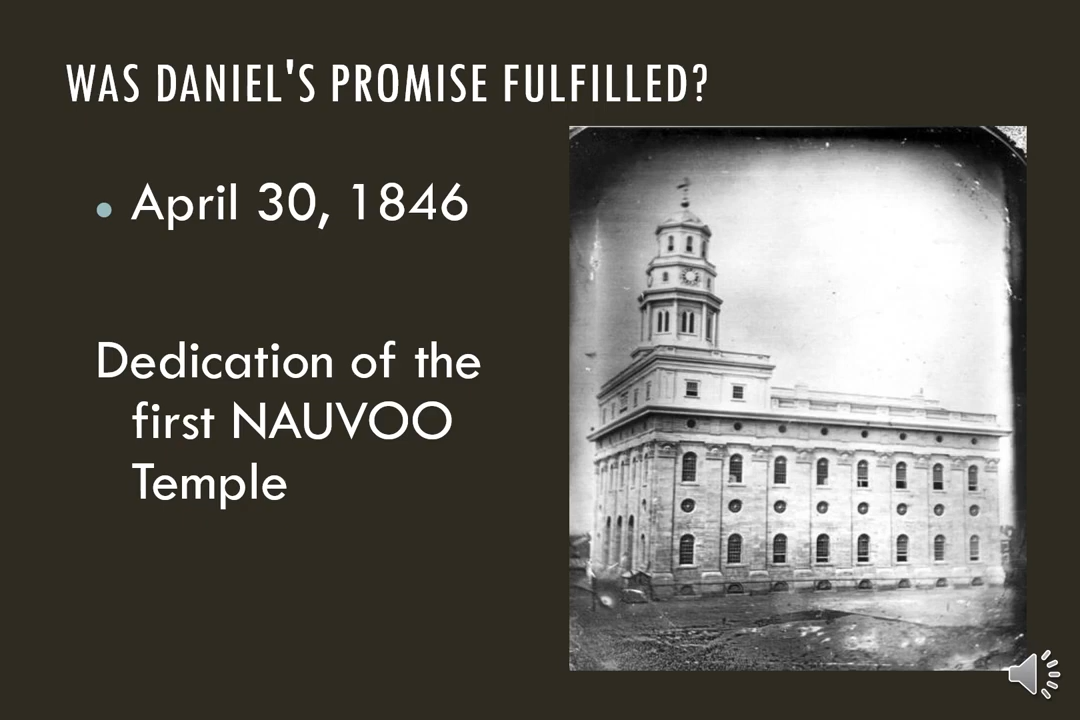 WAS DANIEL'S PROMISE FULFILLED?
April 30, 1846
Dedication of the
first NAUVOO
Temple